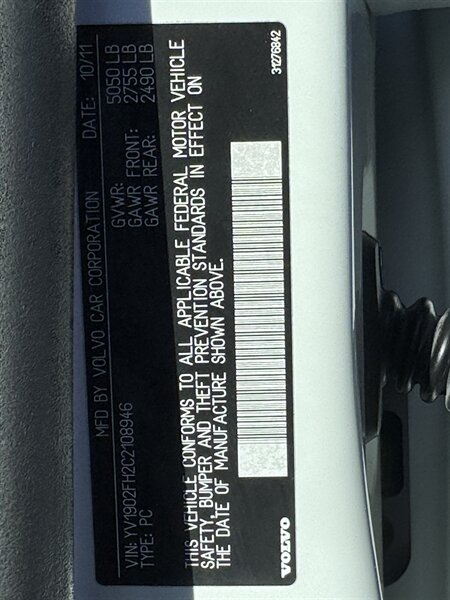 MFD BY VOLVO CAR CORPORATION DATE: 10/11
GVWR: 5050 LB
GAWR FRONT: 2755 LB
VIN: YV1902FH2C2108946 GAWR REAR: 2490 LB
TYPE: PC
THIS VEHICLE CONFORMS TO ALL APPLICABLE FEDERAL MOTOR VEHICLE
SAFETY, BUMPER AND THEFT PREVENTION STANDARDS IN EFFECT ON
THE DATE OF MANUFACTURE SHOWN ABOVE.
VOLVO 31276842